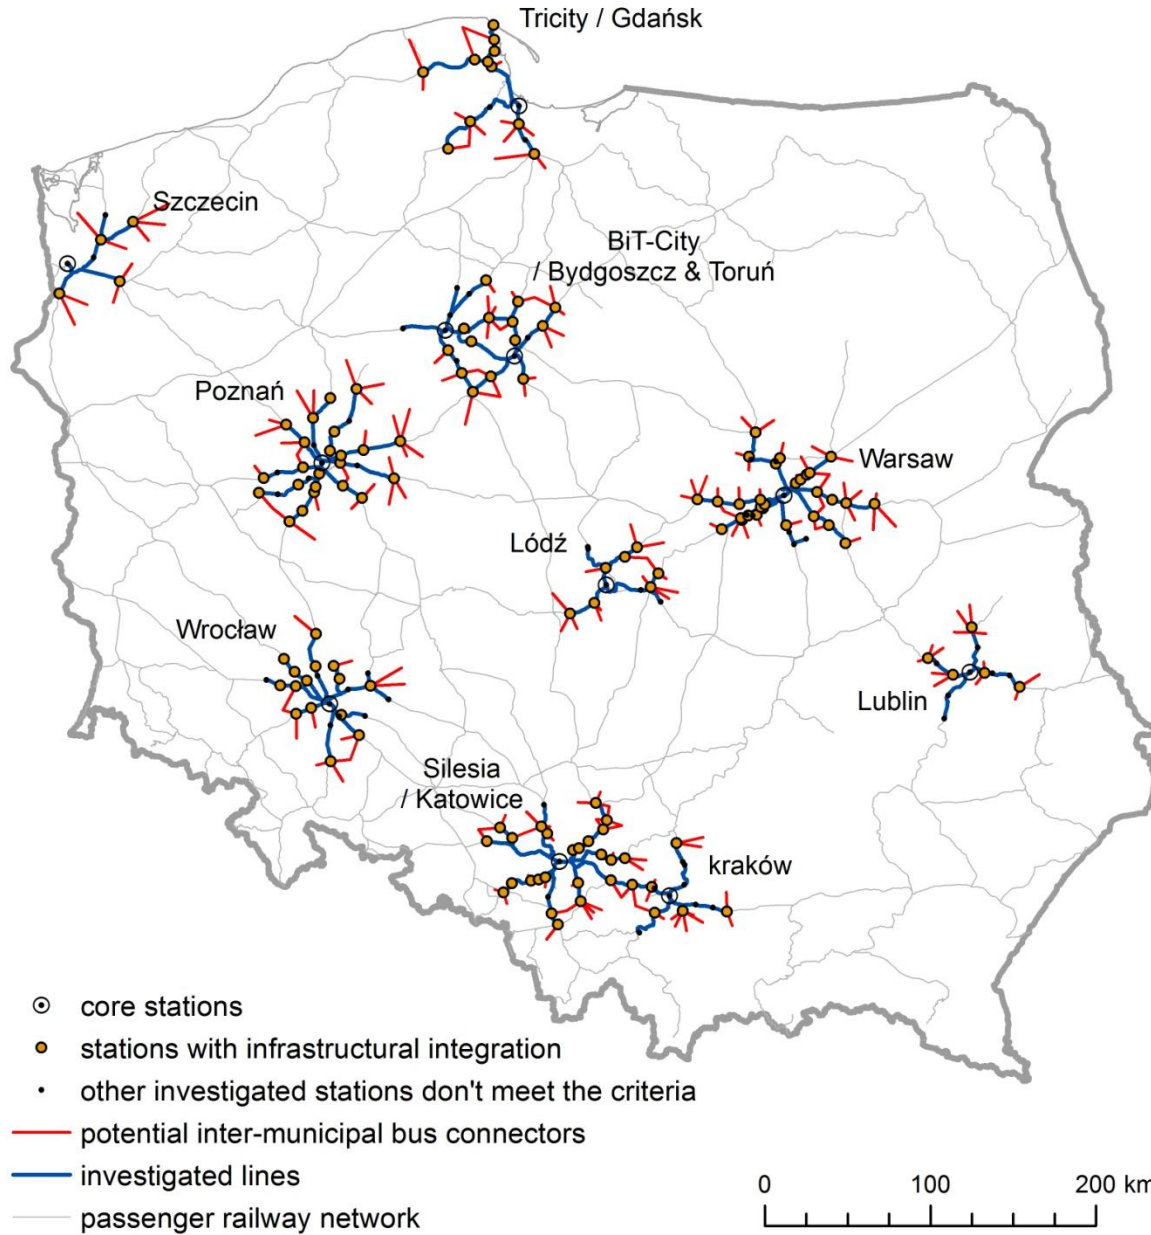 Tricity / Gdańsk
Szczecin
BiT-City
/ Bydgoszcz & Toruń
Poznań
Warsaw
Lódź
Wrocław
Lublin
Silesia
/ Katowice
kraków
core stations
stations with infrastructural integration
other investigated stations don't meet the criteria
potential inter-municipal bus connectors
investigated lines
passenger railway network
0 100 200 km